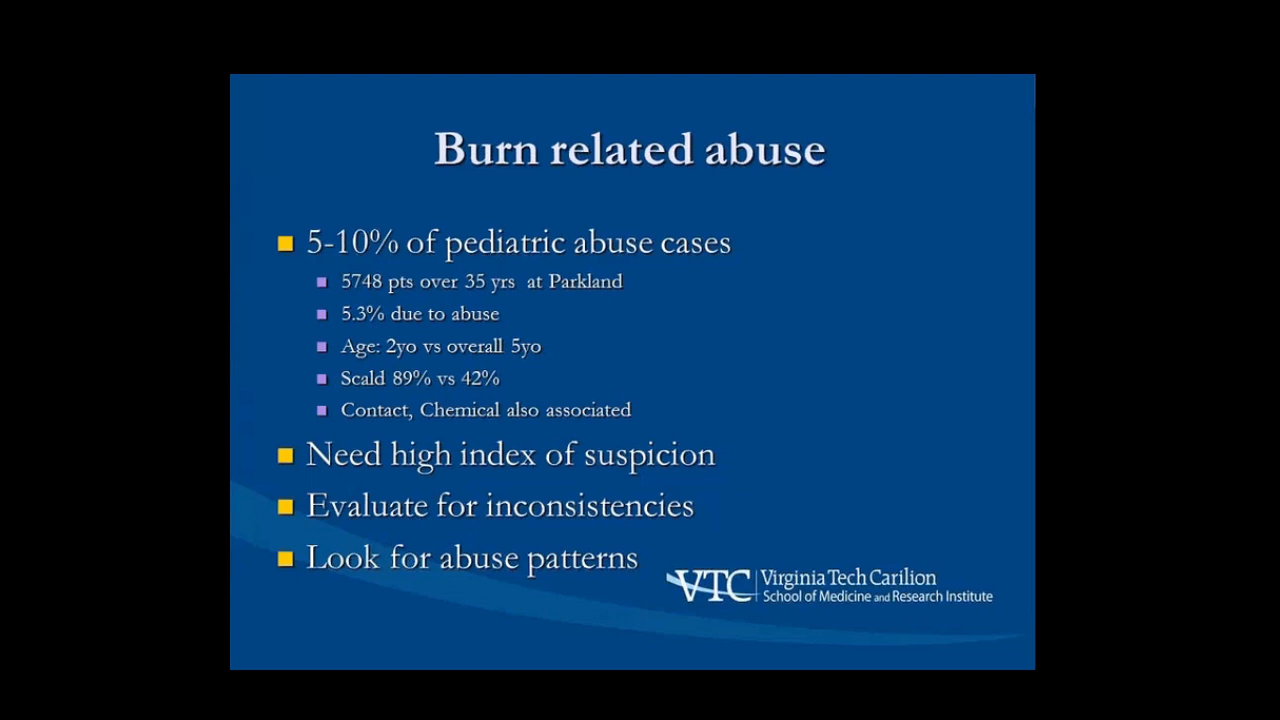 Burn related abuse
5-10% of pediatric abuse cases
5748 pts over 35 yrs at Parkland
5.3% due to abuse
Age: 2yo vs overall 5yo
Scald 89% vs 42%
Contact, Chemical also associated
Need high index of suspicion
Evaluate for inconsistencies
Look for abuse patterns
VTC Virginia Tech Carilion
School of Medicine and Research Institute